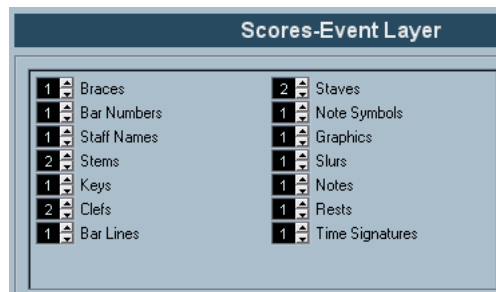 Scores-Event Layer
1 Braces
1 Bar Numbers
1 Staff Names
2 Stems
1 Keys
2 Clefs
1 Bar Lines
2 Staves
1 Note Symbols
1 Graphics
1 Slurs
1 Notes
1 Rests
1 Time Signatures